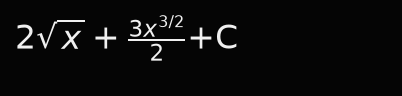 2√x + 3x^{3/2}/2 + C